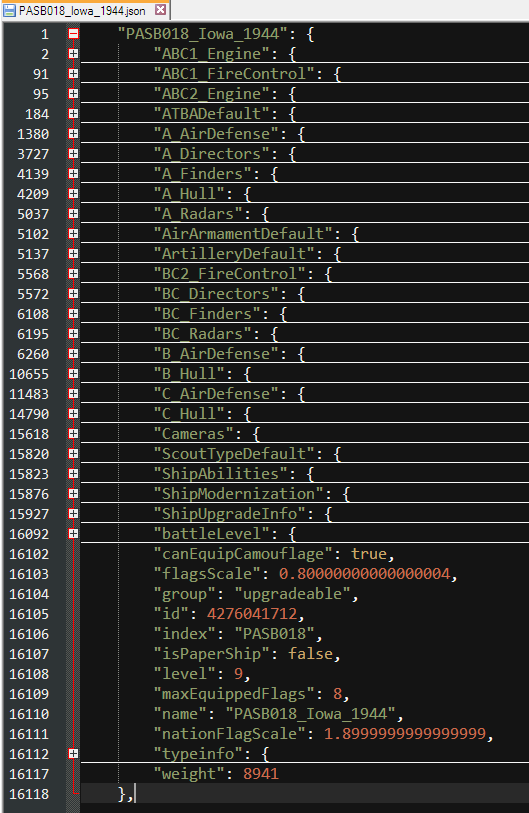 PASB018_Iowa_1944.json
1 "PASB018_Iowa_1944": {
2 "ABC1_Engine": {
91 "ABC1_FireControl": {
95 "ABC2_Engine": {
184 "ATBADefault": {
1380 "A_AirDefense": {
3727 "A_Directors": {
4139 "A_Finders": {
4209 "A_Hull": {
5037 "A_Radars": {
5102 "AirArmamentDefault": {
5137 "ArtilleryDefault": {
5568 "BC2_FireControl": {
5572 "BC_Directors": {
6108 "BC_Finders": {
6195 "BC_Radars": {
6260 "B_AirDefense": {
10655 "B_Hull": {
11483 "C_AirDefense": {
14790 "C_Hull": {
15618 "Cameras": {
15820 "ScoutTypeDefault": {
15823 "ShipAbilities": {
15876 "ShipModernization": {
15927 "ShipUpgradeInfo": {
16092 "battleLevel": {
16102 "canEquipCamouflage": true,
16103 "flagsScale": 0.80000000000000004,
16104 "group": "upgradeable",
16105 "id": 4276041712,
16106 "index": "PASB018",
16107 "isPaperShip": false,
16108 "level": 9,
16109 "maxEquippedFlags": 8,
16110 "name": "PASB018_Iowa_1944",
16111 "nationFlagScale": 1.8999999999999999,
16112 "typeinfo": {
16117 "weight": 8941
16118 },